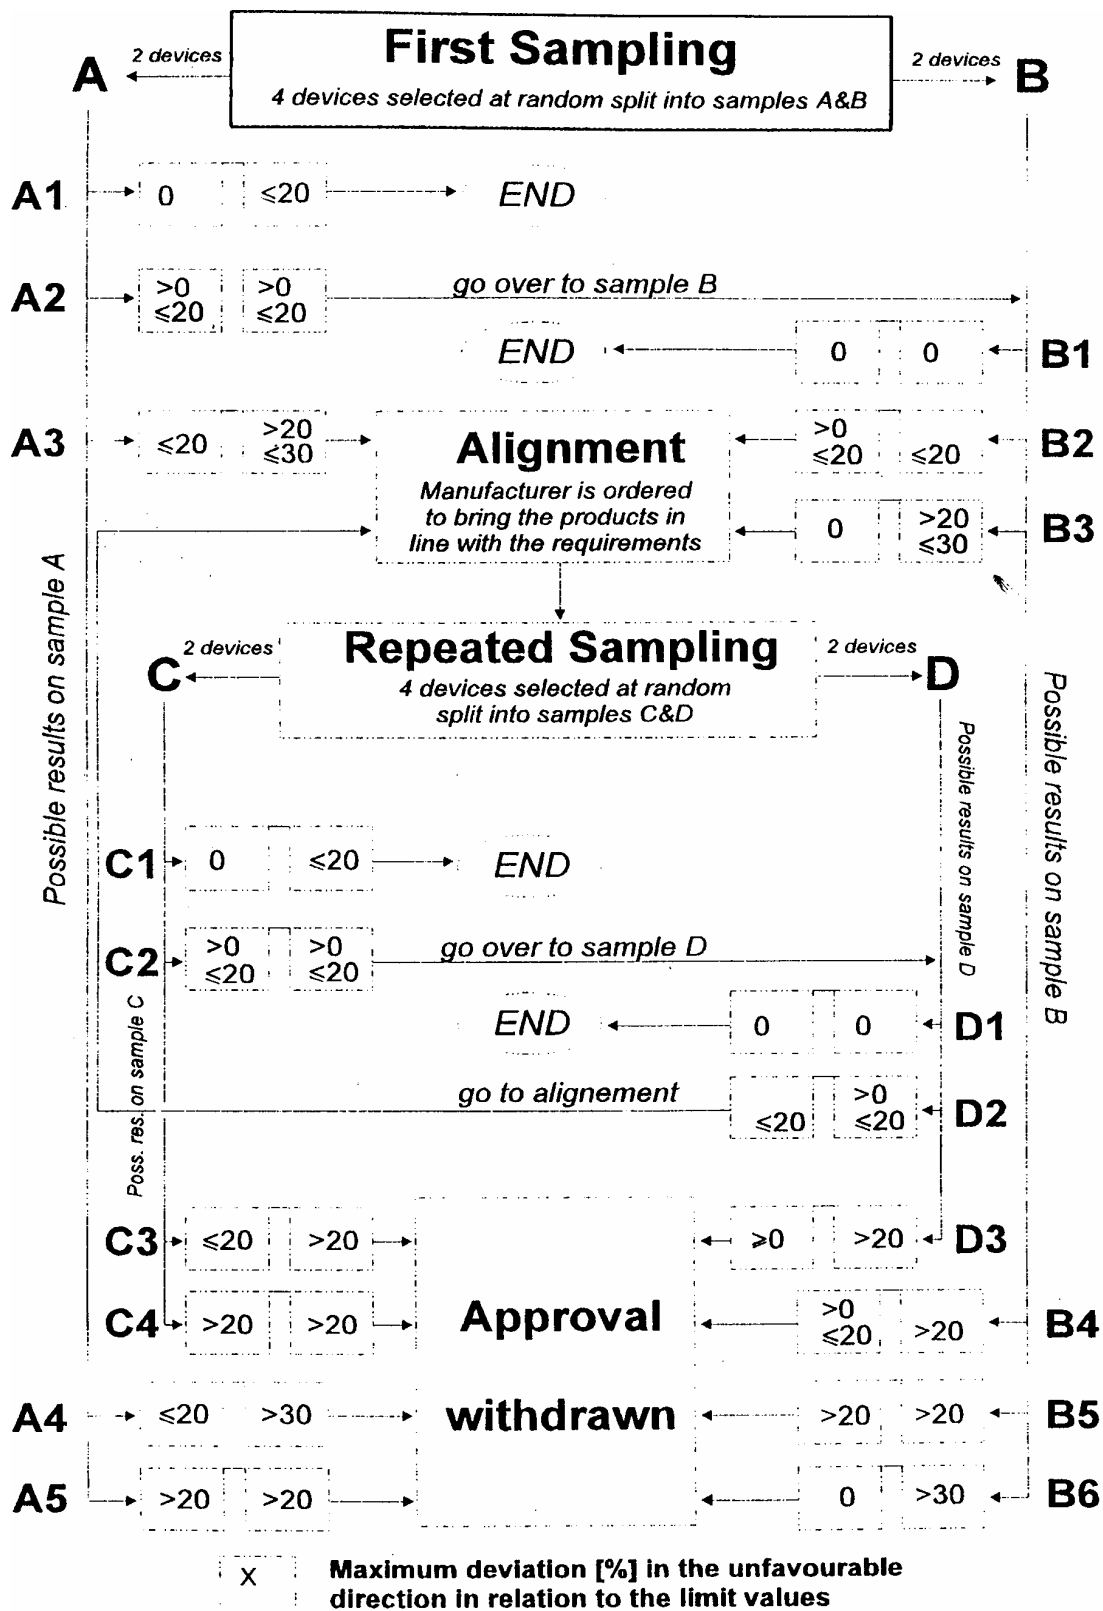 First Sampling
2 devices
2 devices
A
B
4 devices selected at random split into samples A&B
A1
0
≤20
END
A2
>0
≤20
>0
≤20
go over to sample B
END
0
0
B1
A3
≤20
>20
≤30
Alignment
Manufacturer is ordered
to bring the products in
line with the requirements
>0
≤20
≤20
B2
0
>20
≤30
B3
Possible results on sample A
Repeated Sampling
2 devices
2 devices
C
D
4 devices selected at random
split into samples C&D
Possible results on sample D
Possible results on sample B
C1
0
≤20
END
C2
>0
≤20
>0
≤20
go over to sample D
Poss. res. on sample C
END
0
0
D1
go to alignement
≤20
>0
≤20
D2
C3
≤20
>20
≥0
>20
D3
C4
>20
>20
Approval
>0
≤20
>20
B4
A4
≤20
>30
withdrawn
>20
>20
B5
A5
>20
>20
0
>30
B6
X
Maximum deviation [%] in the unfavourable
direction in relation to the limit values